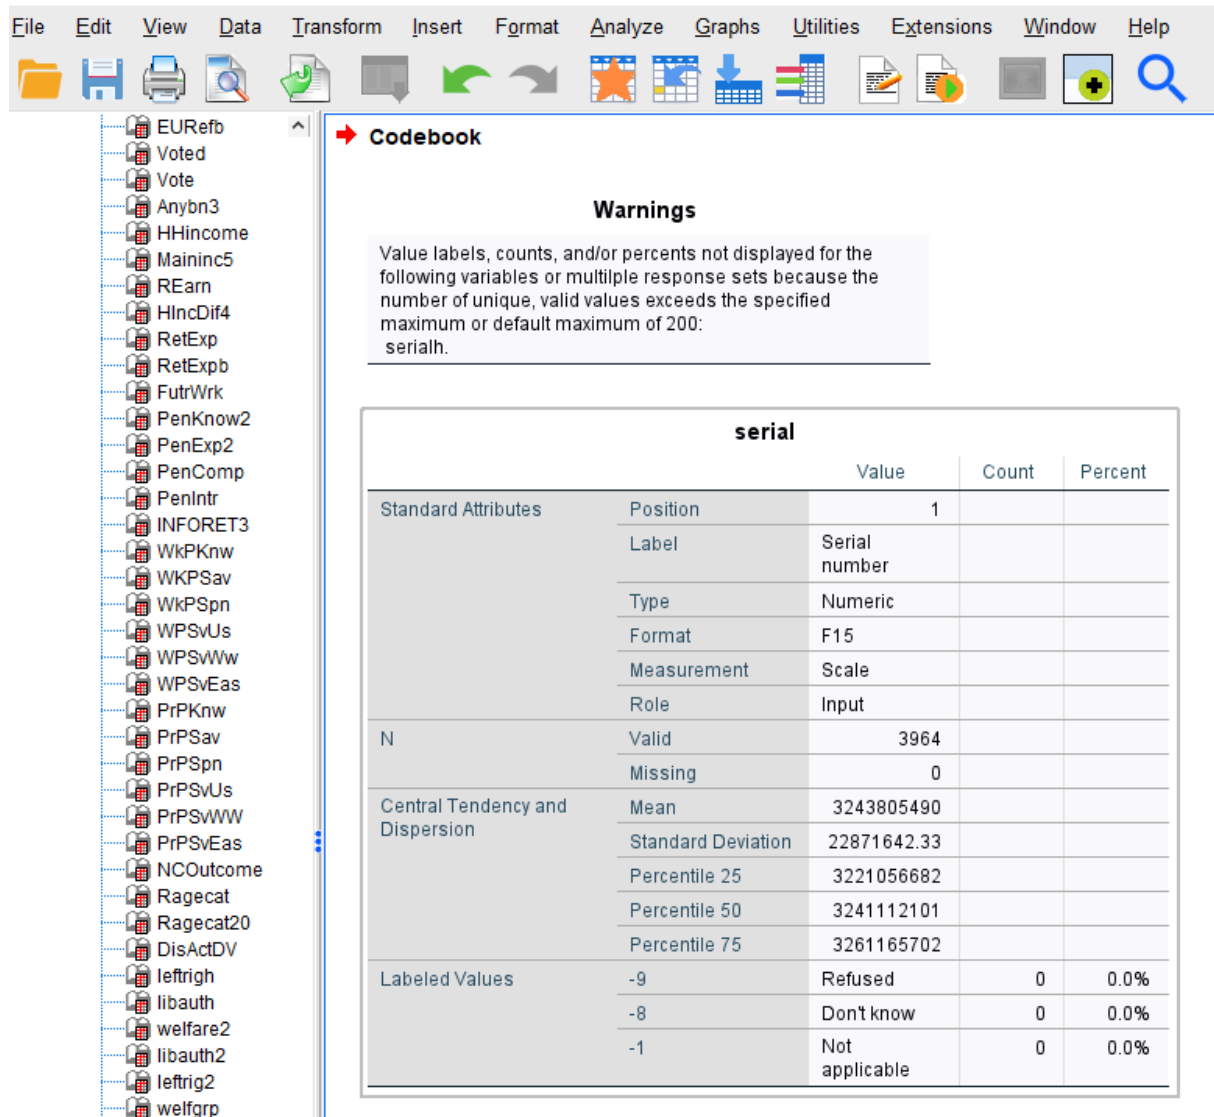 File Edit View Data Transform Insert Format Analyze Graphs Utilities Extensions Window Help
EURefb
Voted
Vote
Anybn3
HHincome
Maininc5
REarn
HIncDif4
RetExp
RetExpb
FutrWrk
PenKnow2
PenExp2
PenComp
PenIntr
INFORET3
WkPKnw
WKPSav
WkPSpn
WPSvUs
WPSvWw
WPSvEas
PrPKnw
PrPSav
PrPSpn
PrPSvUs
PrPSvWW
PrPSvEas
NCOutcome
Ragecat
Ragecat20
DisActDV
leftrigh
libauth
welfare2
libauth2
leftrig2
welfgrp
Codebook
Warnings
Value labels, counts, and/or percents not displayed for the
following variables or multilple response sets because the
number of unique, valid values exceeds the specified
maximum or default maximum of 200:
serialh.
serial
Value Count Percent
Standard Attributes Position 1
Label Serial
number
Type Numeric
Format F15
Measurement Scale
Role Input
N Valid 3964
Missing 0
Central Tendency and Mean 3243805490
Dispersion Standard Deviation 22871642.33
Percentile 25 3221056682
Percentile 50 3241112101
Percentile 75 3261165702
Labeled Values -9 Refused 0 0.0%
-8 Don't know 0 0.0%
-1 Not 0 0.0%
applicable